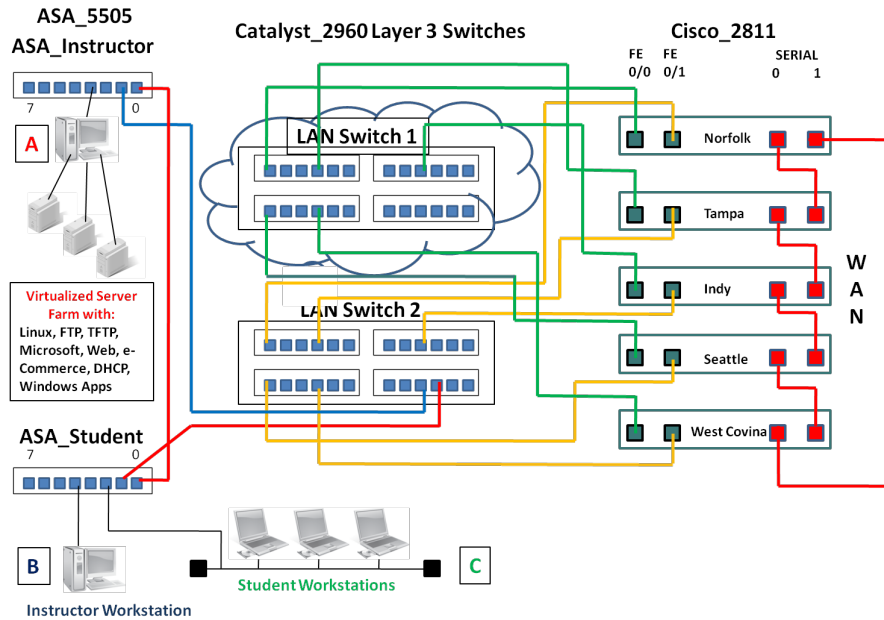 ASA_5505
ASA_Instructor
7
0
A
Virtualized Server
Farm with:
Linux, FTP, TFTP,
Microsoft, Web, e-
Commerce, DHCP,
Windows Apps
ASA_Student
7
0
B
Instructor Workstation
Student Workstations
C
Catalyst_2960 Layer 3 Switches
LAN Switch 1
LAN Switch 2
Cisco_2811
FE
0/0
FE
0/1
SERIAL
0
1
Norfolk
Tampa
Indy
Seattle
West Covina
W
A
N